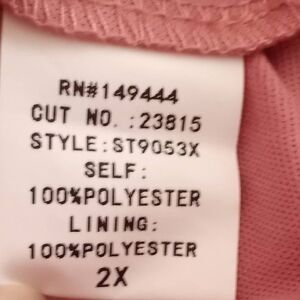 RN#149444
CUT NO.:23815
STYLE:ST9053X
SELF:
100%POLYESTER
LINING:
100%POLYESTER
2X